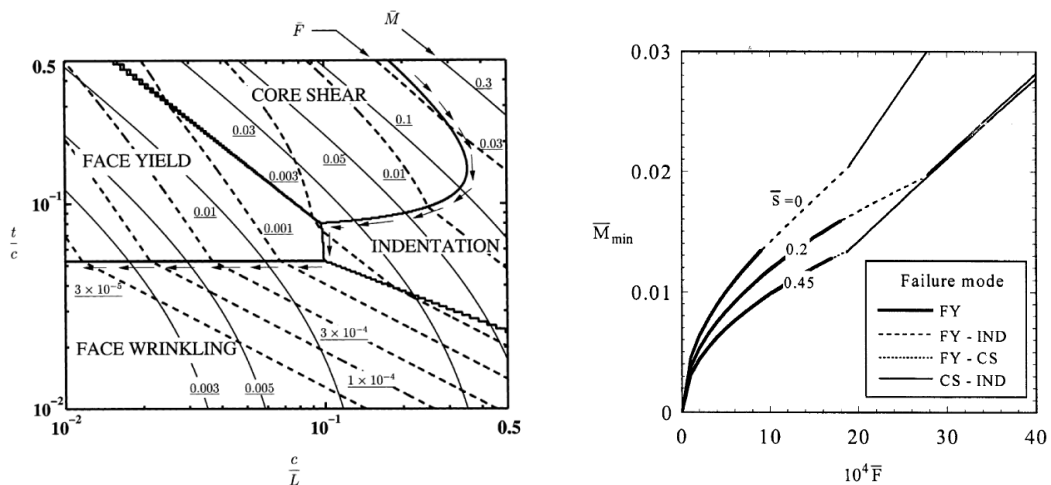 F̄
M̄
0.5
CORE SHEAR
0.3
0.1
0.03
0.03
0.05
FACE YIELD
0.003
0.01
0.01
10⁻¹
0.001
INDENTATION
t/c
3 × 10⁻⁵
3 × 10⁻⁴
FACE WRINKLING
1 × 10⁻⁴
0.003
0.005
10⁻²
10⁻²
10⁻¹
0.5
c/L
0.03
0.02
M̄min
S̄ =0
0.2
0.01
0.45
Failure mode
FY
FY - IND
FY - CS
CS - IND
0
0
10
20
30
40
10⁴ F̄